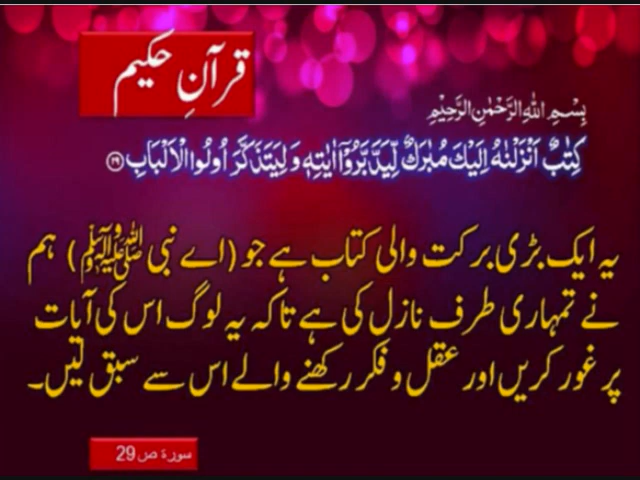 قرآنِ حکیم
بِسْمِ اللّٰهِ الرَّحْمٰنِ الرَّحِيْمِ
كِتٰبٌ اَنْزَلْنٰهُ اِلَيْكَ مُبٰرَكٌ لِّيَدَّبَّرُوْۤا اٰيٰتِهٖ وَ لِيَتَذَكَّرَ اُولُوا الْاَلْبَابِ ﴿۲۹﴾
یہ ایک بڑی برکت والی کتاب ہے جو (اے نبی ﷺ) ہم
نے تمہاری طرف نازل کی ہے تاکہ یہ لوگ اس کی آیات
پر غور کریں اور عقل و فکر رکھنے والے اس سے سبق لیں۔
سورۃ ص 29